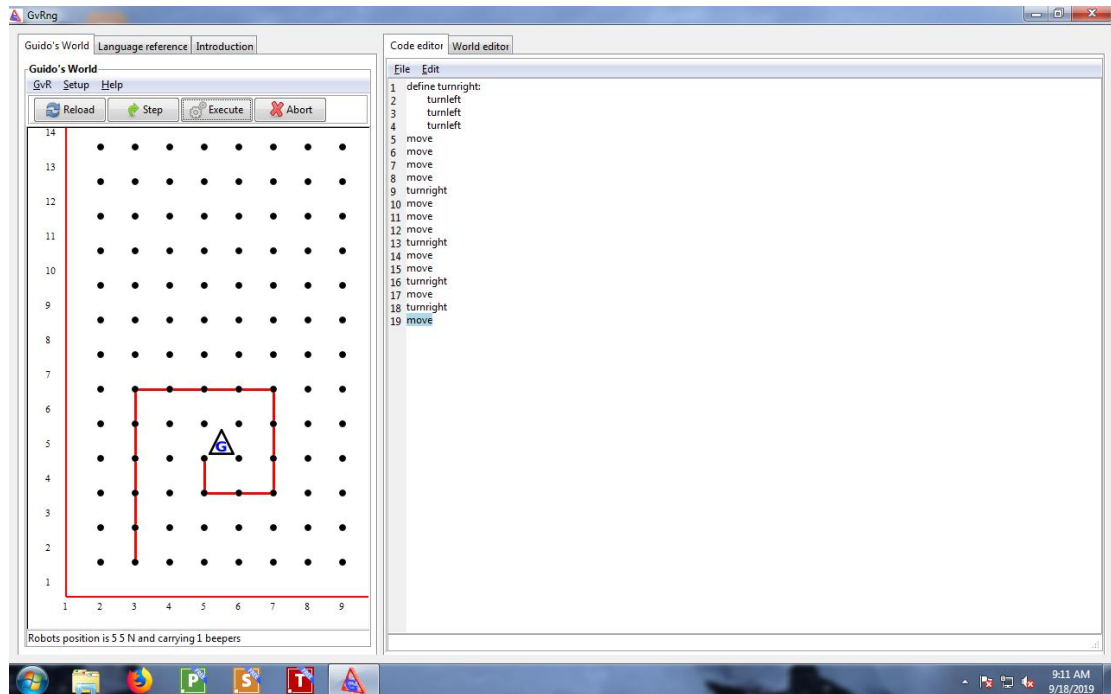 GvRng
Guido's World Language reference Introduction
Guido's World
GvR Setup Help
Reload Step Execute Abort
14
13
12
11
10
9
8
7
6
5
4
3
2
1
G
1 2 3 4 5 6 7 8 9
Robots position is 5 5 N and carrying 1 beepers
Code editor World editor
File Edit
1 define turnright:
2 turnleft
3 turnleft
4 turnleft
5 move
6 move
7 move
8 move
9 turnright
10 move
11 move
12 move
13 turnright
14 move
15 move
16 turnright
17 move
18 turnright
19 move
P S T G
9:11 AM
9/18/2019